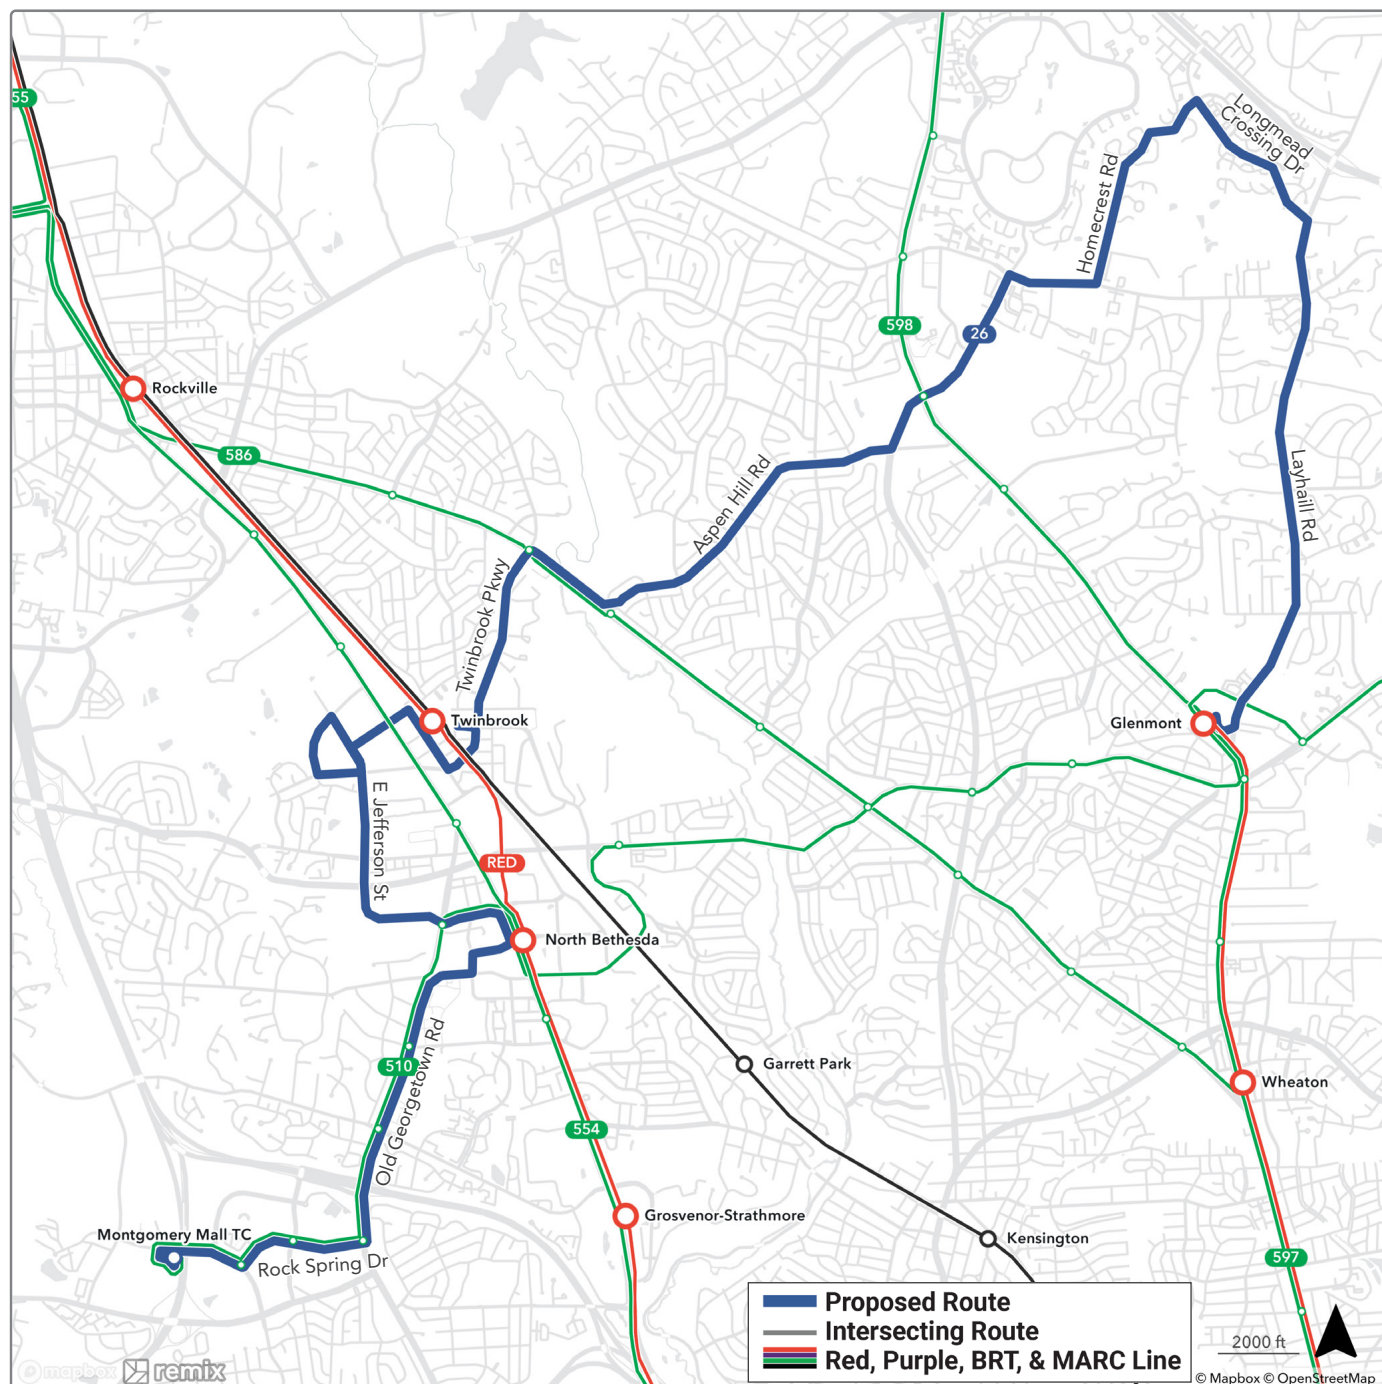 Longmead
Crossing Dr
55
Homecrest Rd
598
26
Rockville
586
Aspen Hill Rd
Layhaill Rd
Twinbrook Pkwy
Twinbrook
Glenmont
E Jefferson St
RED
North Bethesda
Old Georgetown Rd
510
Garrett Park
Wheaton
554
Montgomery Mall TC
Rock Spring Dr
Grosvenor-Strathmore
Kensington
597
Proposed Route
Intersecting Route
Red, Purple, BRT, & MARC Line
2000 ft
mapbox remix
© Mapbox © OpenStreetMap